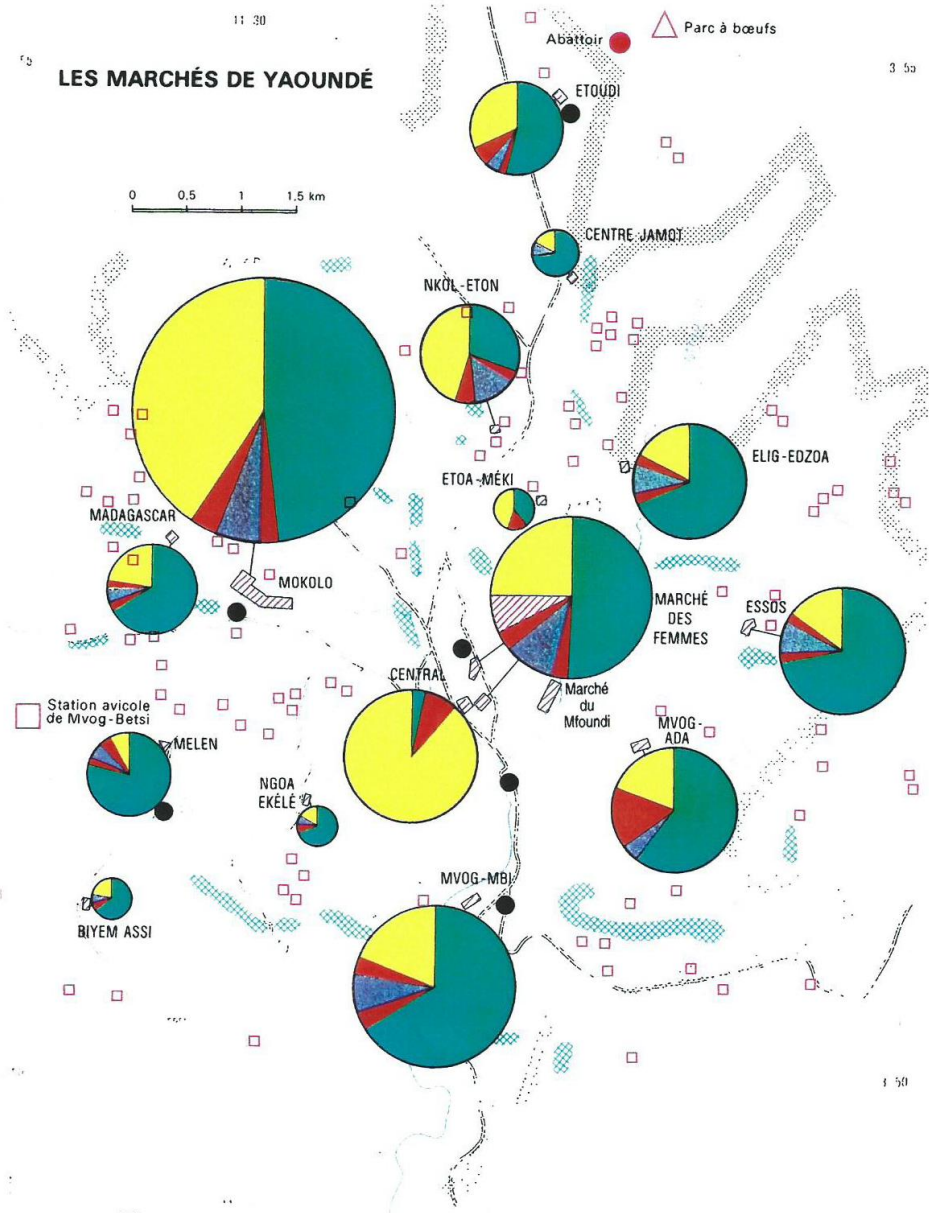 11 30
Abattoir
Parc à bœufs
3 55
LES MARCHÉS DE YAOUNDÉ
ETOUDI
0 0.5 1 1.5 km
CENTRE JAMOT
NKOL-ETON
ELIG-EDZOA
ETOA-MÉKI
MADAGASCAR
MOKOLO
MARCHÉ
DES
FEMMES
ESSOS
CENTRAL
Marché
du
Mfoundi
Station avicole
de Mvog-Betsi
MVOG-
ADA
MELEN
NGOA
EKÉLÉ
MVOG-MBI
BIYEM ASSI
3 50